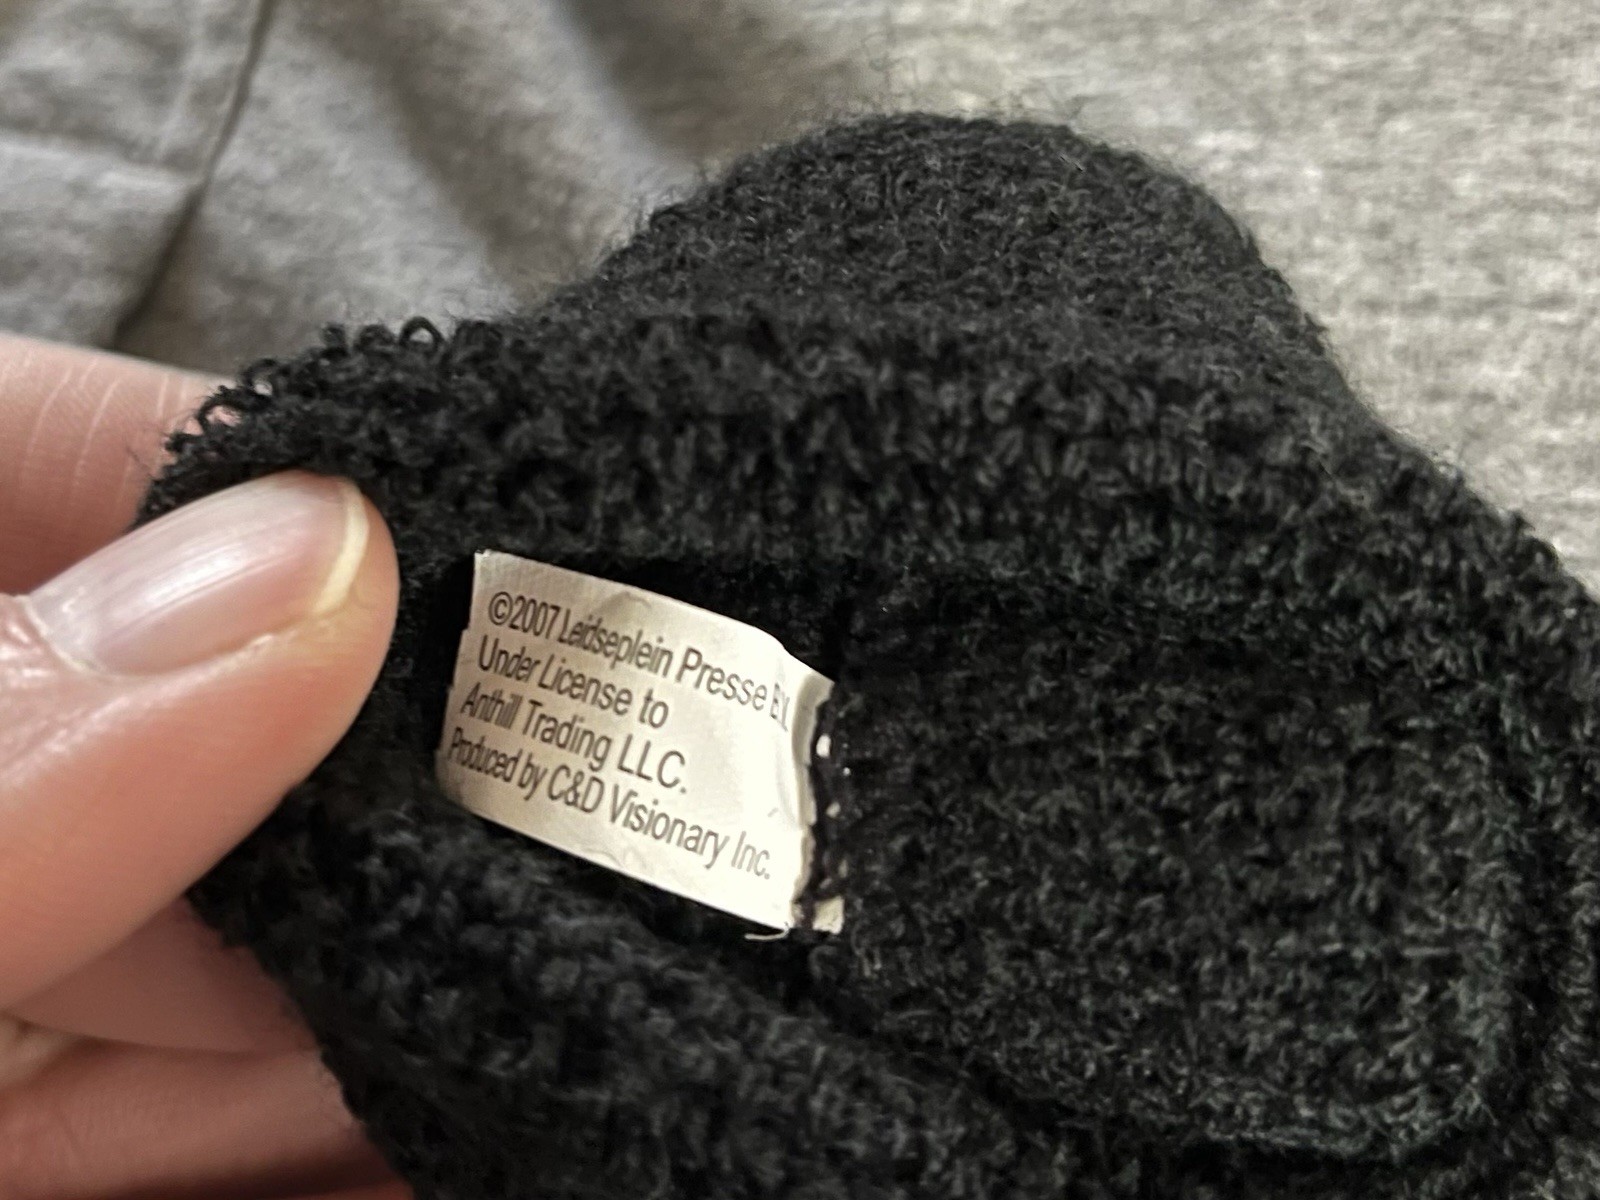 ©2007 Leidseplein Presse B.V.
Under License to
Anthill Trading LLC.
Produced by C&D Visionary Inc.